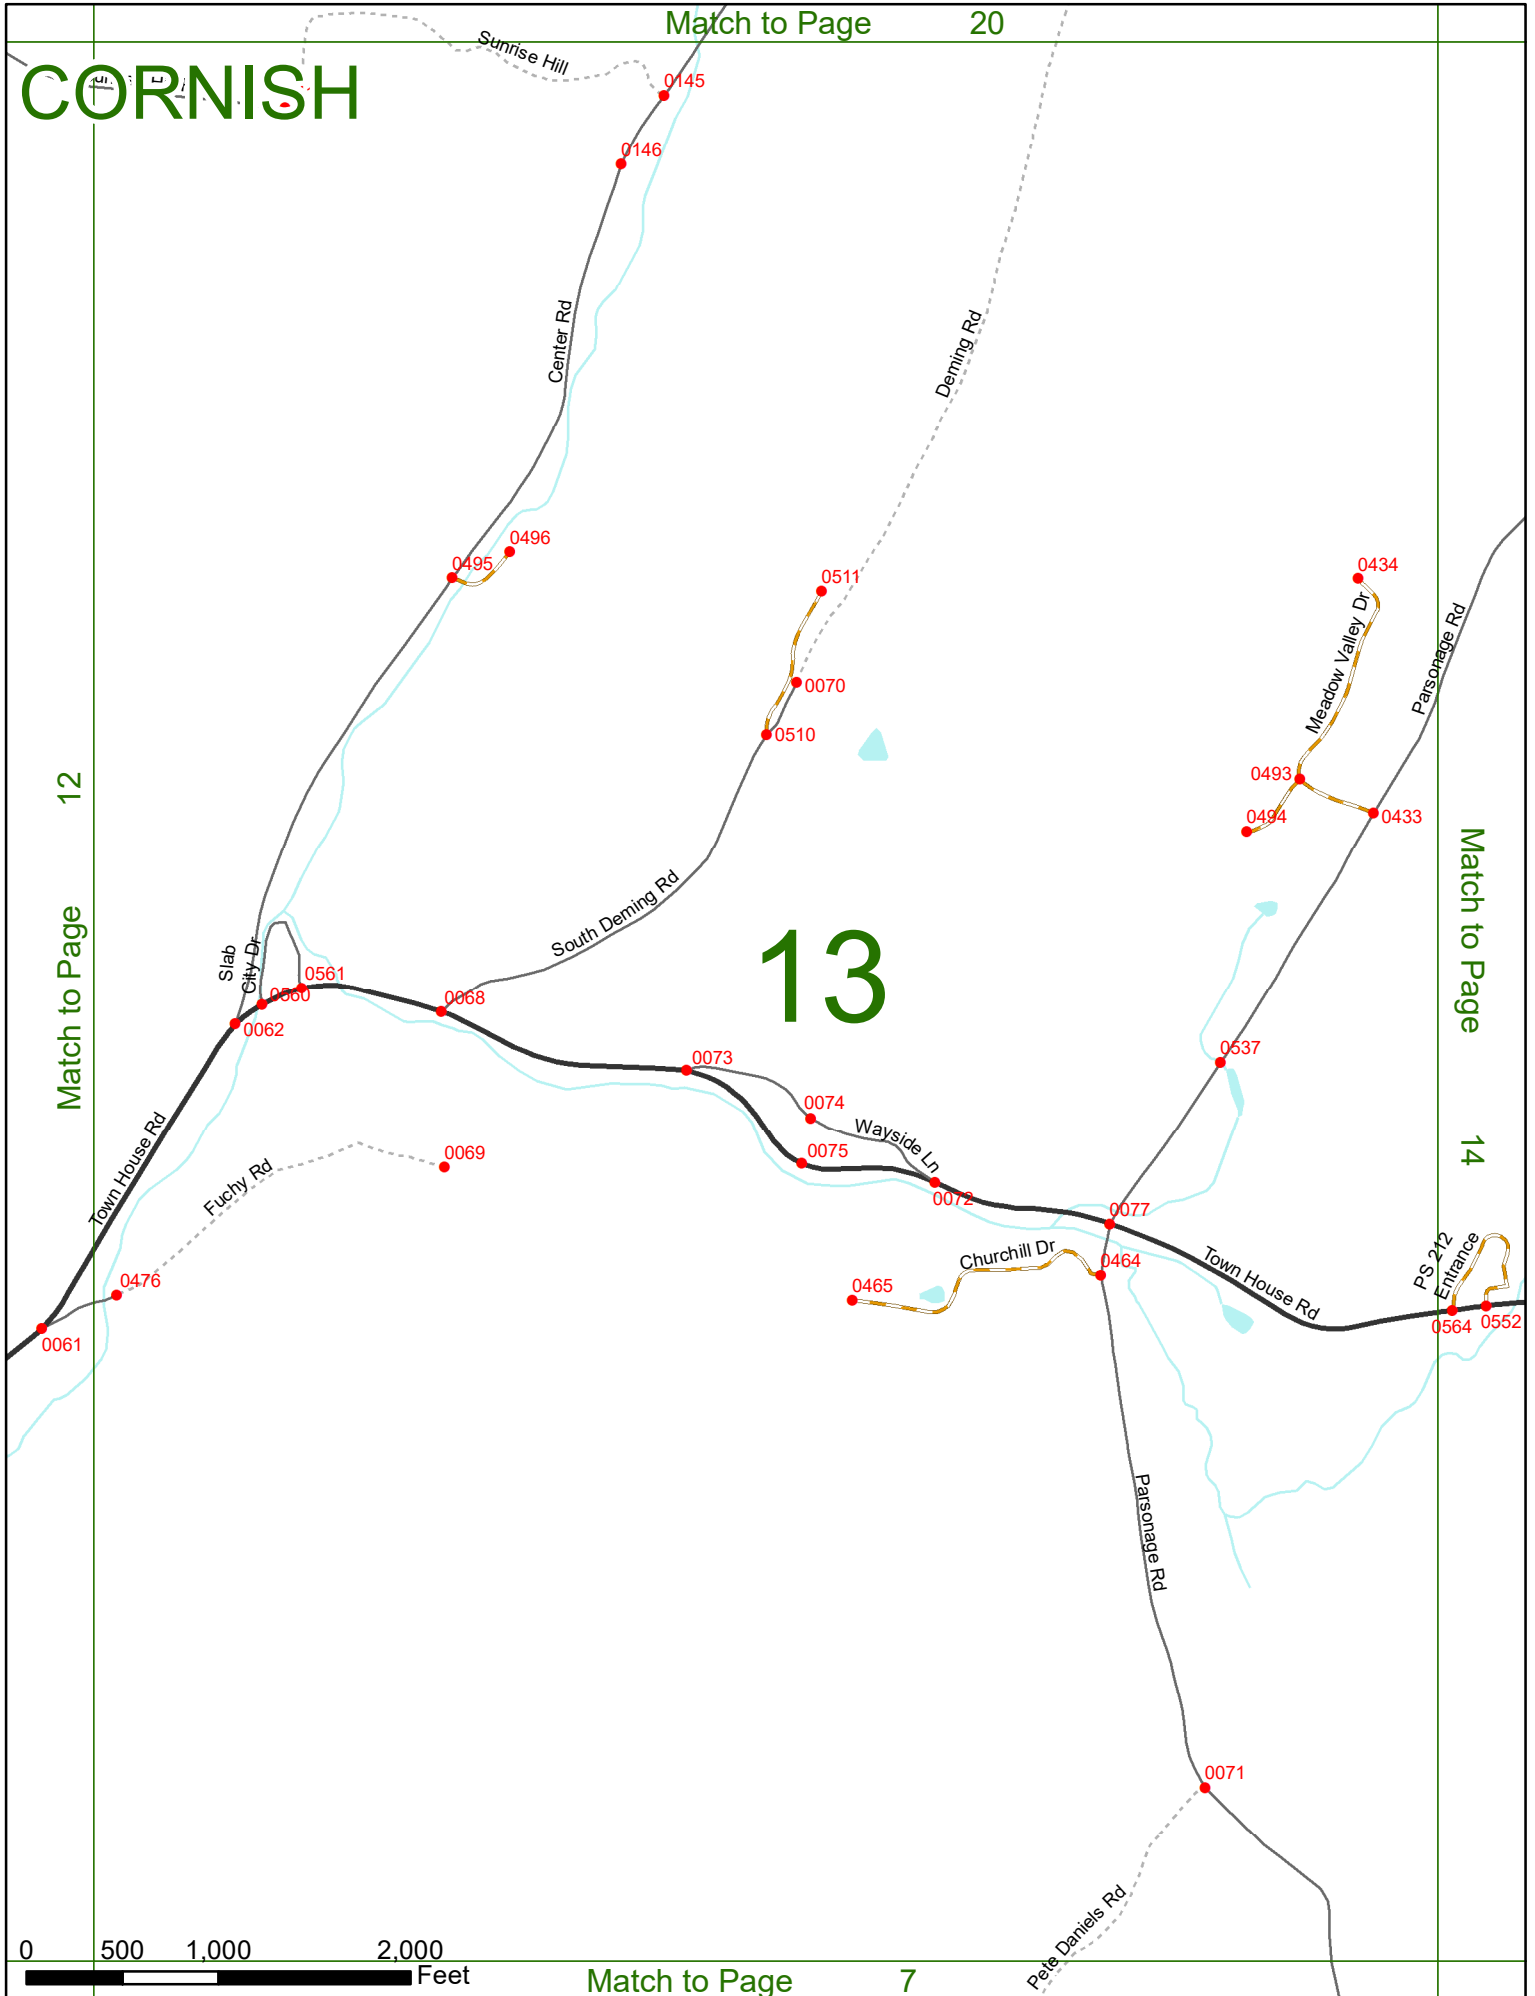 Match to Page 20
CORNISH
Sunrise Hill
0145
0146
Center Rd
Deming Rd
0496
0495
0511
0434
0070
0510
Meadow Valley Dr
Parsonage Rd
0493
0494
0433
12
Match to Page
South Deming Rd
13
Match to Page
14
Slab
City Dr
0561
0560
0062
0068
0073
0537
0074
Wayside Ln
0075
0072
0069
Fuchy Rd
Town House Rd
0077
0464
Churchill Dr
0465
Town House Rd
PS 212
Entrance
0476
0061
0564
0552
Parsonage Rd
0071
Pete Daniels Rd
0 500 1,000 2,000
Feet
Match to Page 7